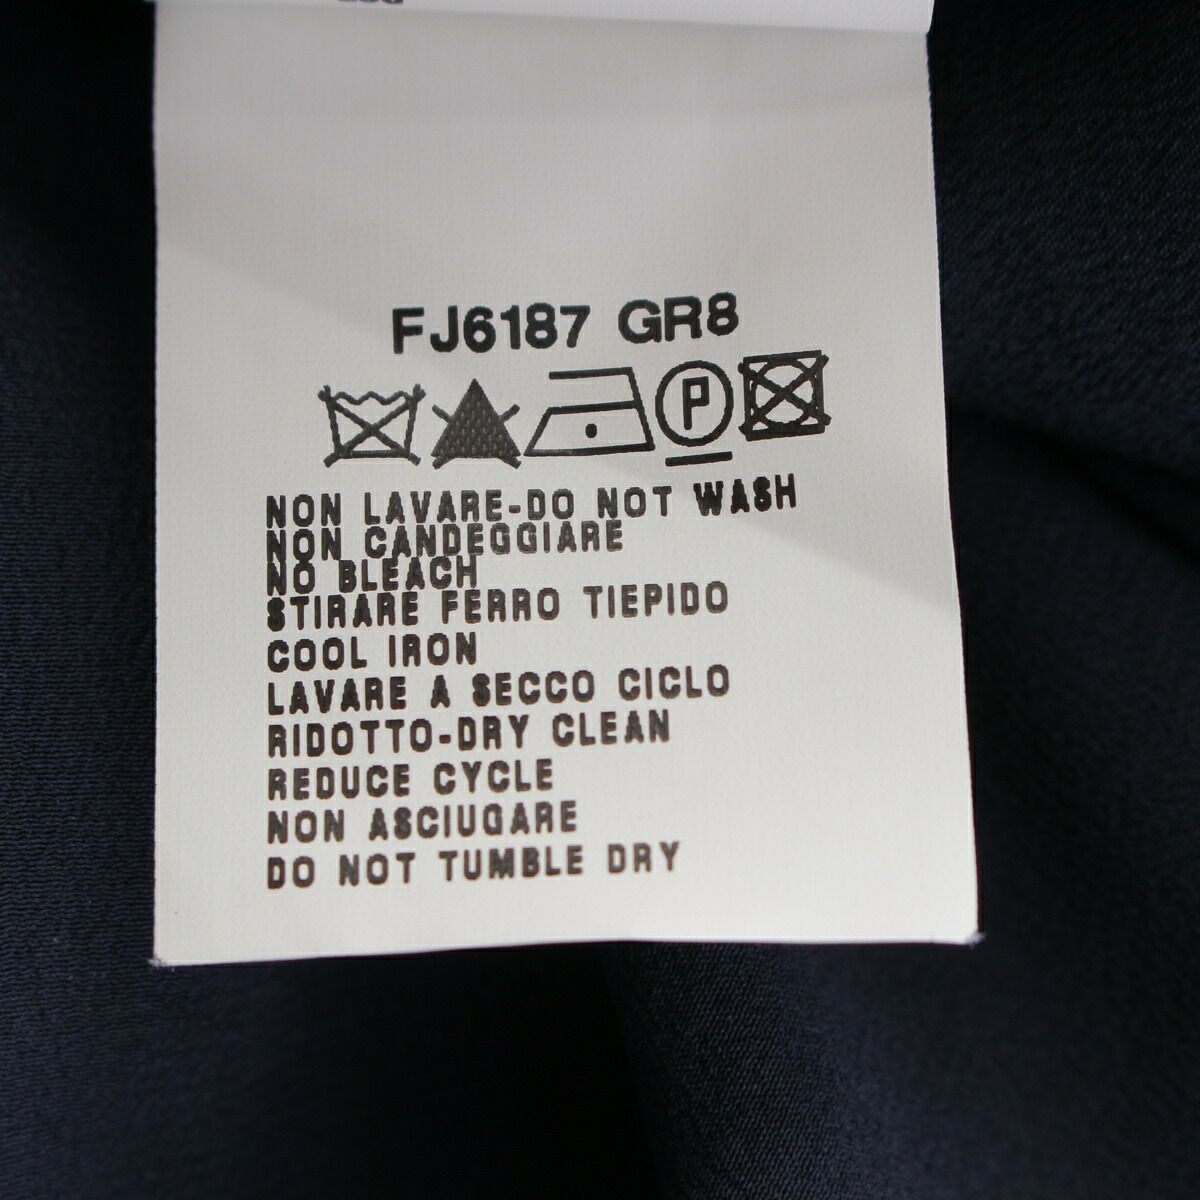 FJ6187 GR8
P
NON LAVARE-DO NOT WASH
NON CANDEGGIARE
NO BLEACH
STIRARE FERRO TIEPIDO
COOL IRON
LAVARE A SECCO CICLO
RIDOTTO-DRY CLEAN
REDUCE CYCLE
NON ASCIUGARE
DO NOT TUMBLE DRY